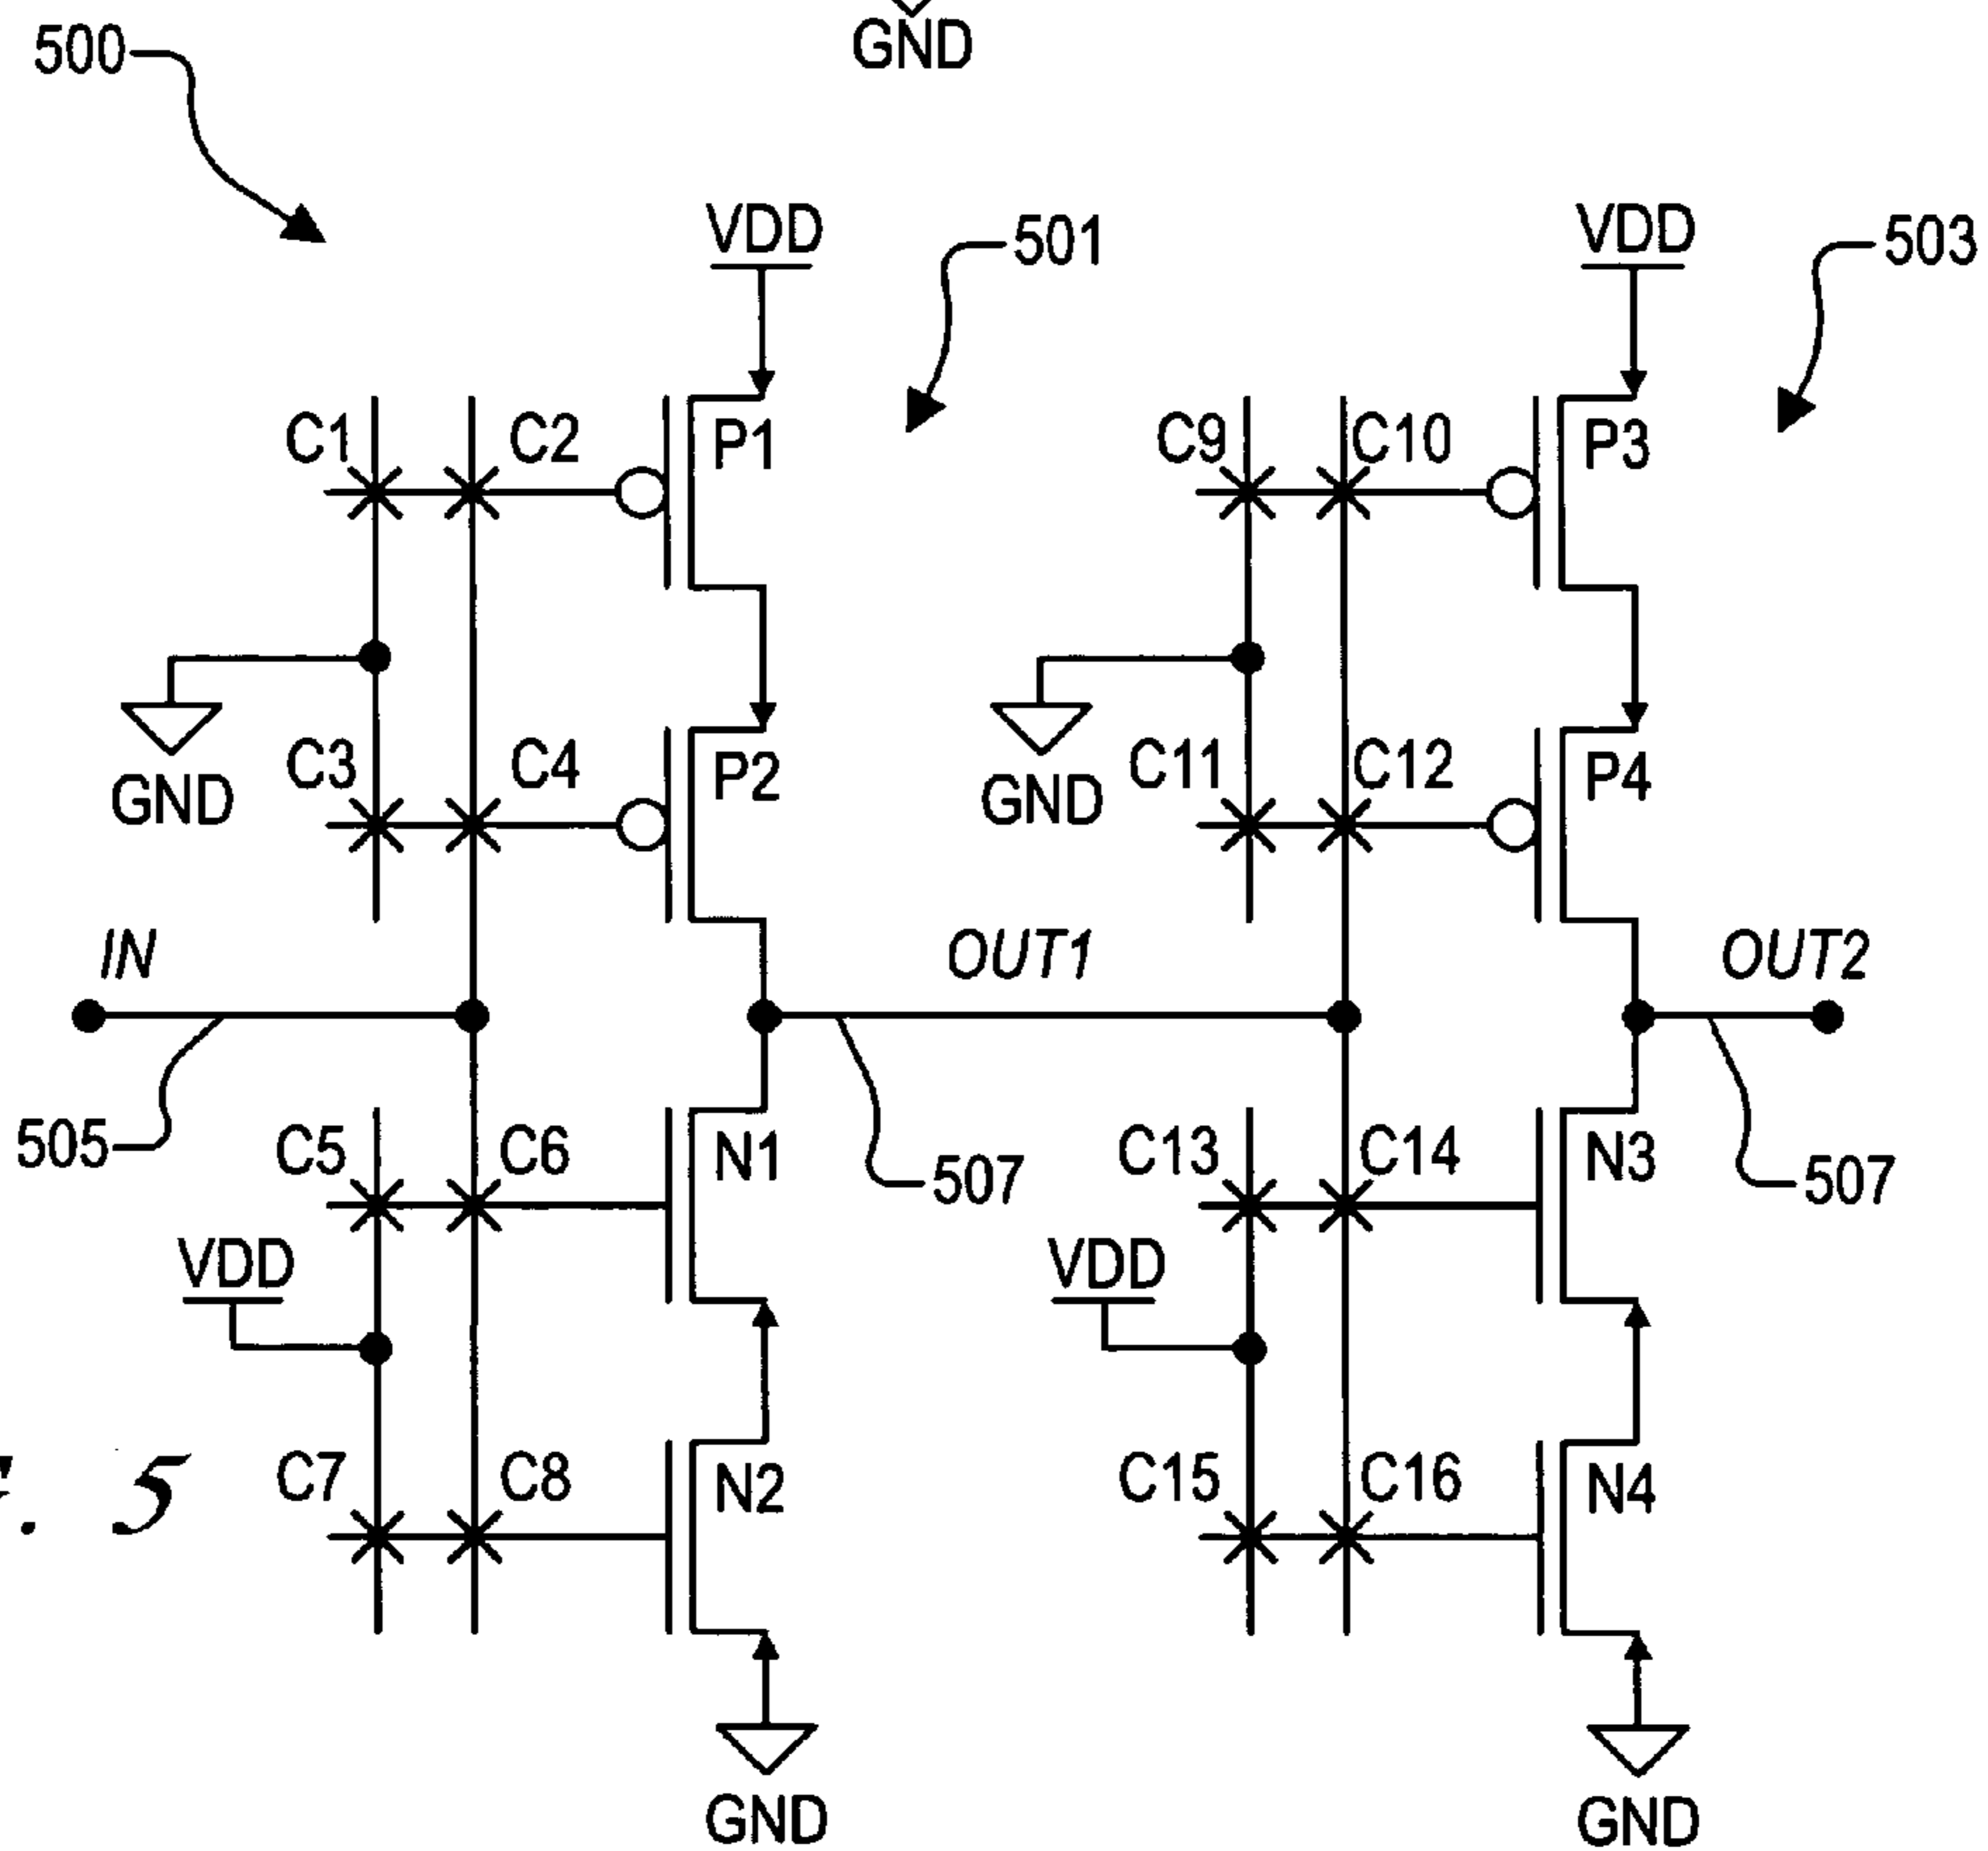 GND
500
VDD
501
VDD
503
C1
C2
P1
C9
C10
P3
GND
C3
C4
P2
GND
C11
C12
P4
IN
OUT1
OUT2
505
C5
C6
N1
507
C13
C14
N3
507
VDD
VDD
C7
C8
N2
C15
C16
N4
. 5
GND
GND